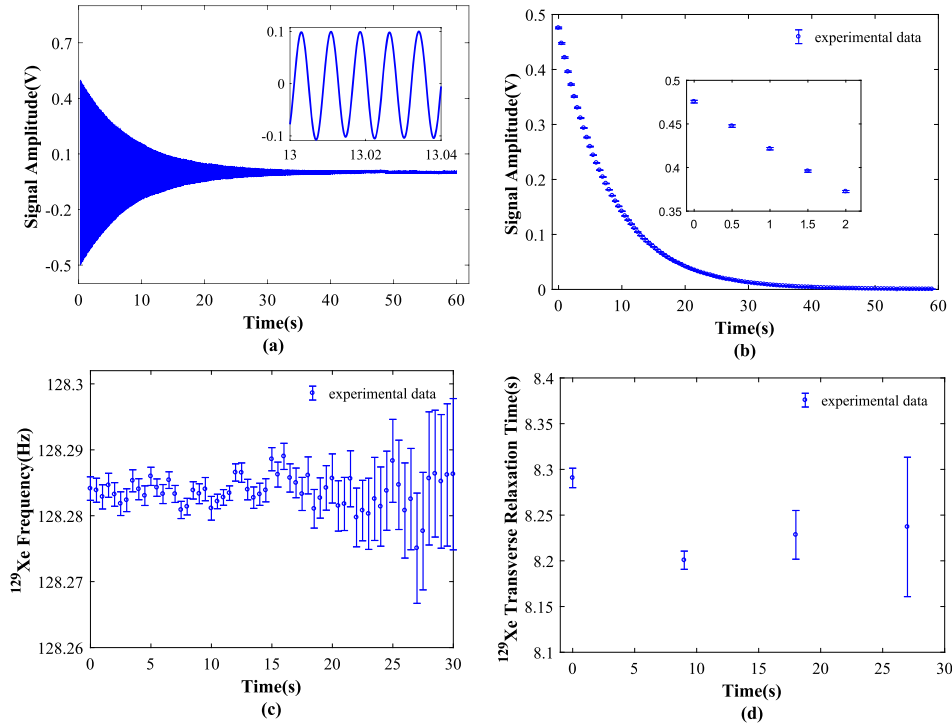 0.9
0.4
0.1
-0.2
-0.5
Signal Amplitude(V)
0 10 20 30 40 50 60
Time(s)
(a)
0.1
0
-0.1
13 13.02 13.04
0.5
0.4
0.3
0.2
0.1
0
Signal Amplitude(V)
experimental data
0.5
0.45
0.4
0.35
0 0.5 1 1.5 2
0 10 20 30 40 50 60
Time(s)
(b)
128.3
128.29
128.28
128.27
128.26
¹²⁹Xe Frequency(Hz)
experimental data
0 5 10 15 20 25 30
Time(s)
(c)
8.4
8.35
8.3
8.25
8.2
8.15
8.1
¹²⁹Xe Transverse Relaxation Time(s)
experimental data
0 5 10 15 20 25 30
Time(s)
(d)